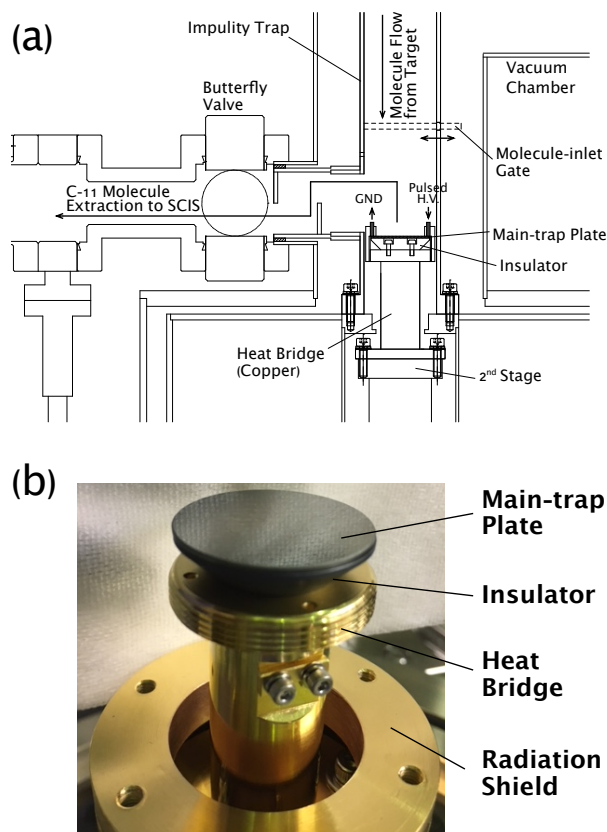 (a)
Impulity Trap
Molecule Flow
from Target
Vacuum
Chamber
Butterfly
Valve
Molecule-inlet
Gate
C-11 Molecule
Extraction to SCIS
GND
Pulsed
H.V.
Main-trap Plate
Insulator
Heat Bridge
(Copper)
2nd Stage
(b)
Main-trap
Plate
Insulator
Heat
Bridge
Radiation
Shield